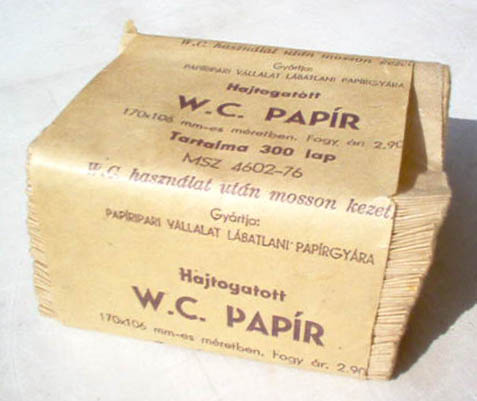 W.C. használat után mosson kezet
Gyártja:
PAPÍRIPARI VÁLLALAT LÁBATLANI PAPÍRGYÁRA
Hajtogatott
W.C. PAPÍR
170x106 mm-es méretben, Fogy. ár 2,90
Tartalma 300 lap
MSZ 4602-76
W.C. használat után mosson kezet
Gyártja:
PAPÍRIPARI VÁLLALAT LÁBATLANI PAPÍRGYÁRA
Hajtogatott
W.C. PAPÍR
170x106 mm-es méretben, Fogy. ár. 2,90